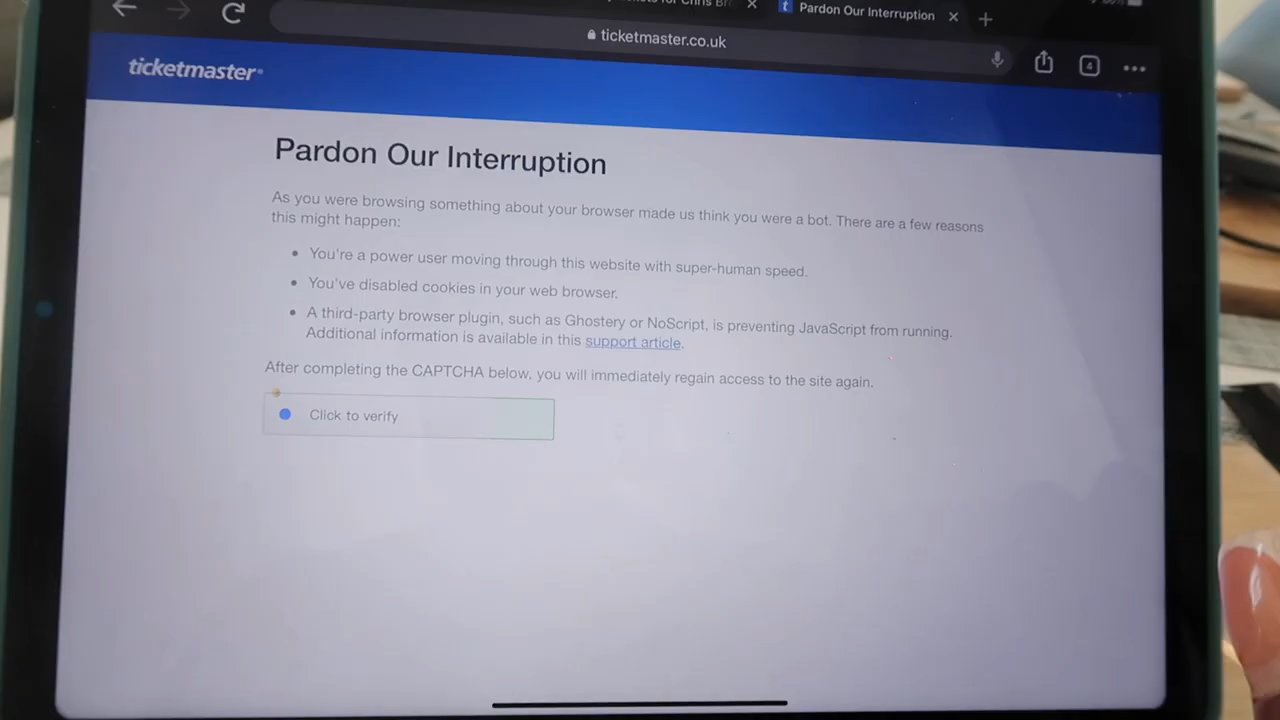 Pardon Our Interruption
ticketmaster.co.uk
4
ticketmaster
Pardon Our Interruption
As you were browsing something about your browser made us think you were a bot. There are a few reasons
this might happen:
You're a power user moving through this website with super-human speed.
You've disabled cookies in your web browser.
A third-party browser plugin, such as Ghostery or NoScript, is preventing JavaScript from running.
Additional information is available in this support article.
After completing the CAPTCHA below, you will immediately regain access to the site again.
Click to verify